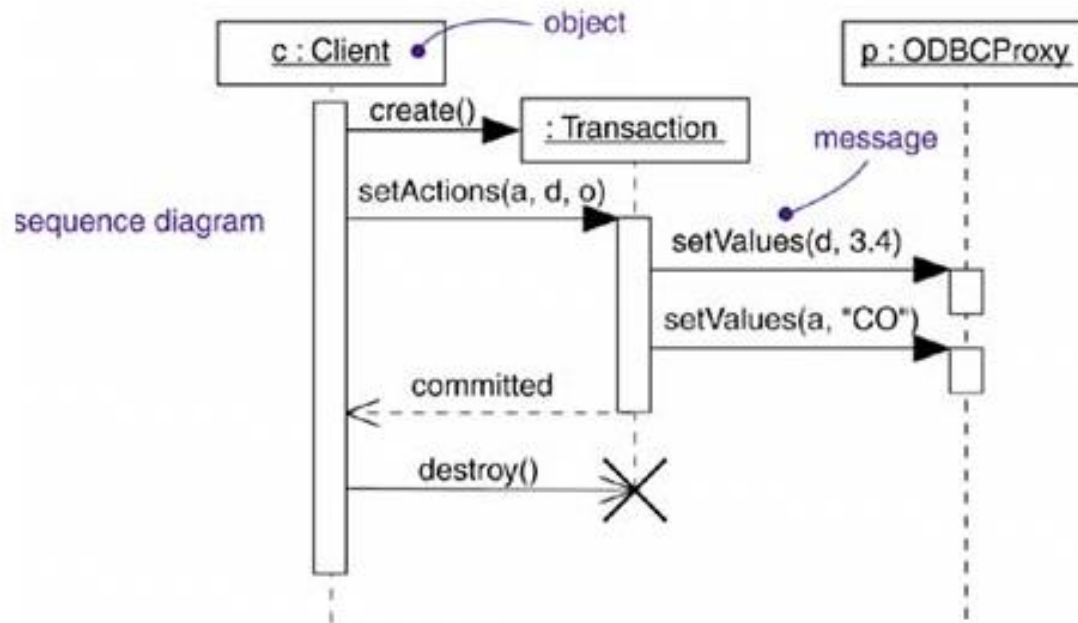 object
c : Client
p : ODBCProxy
create()
: Transaction
message
setActions(a, d, o)
sequence diagram
setValues(d, 3.4)
setValues(a, "CO")
committed
destroy()